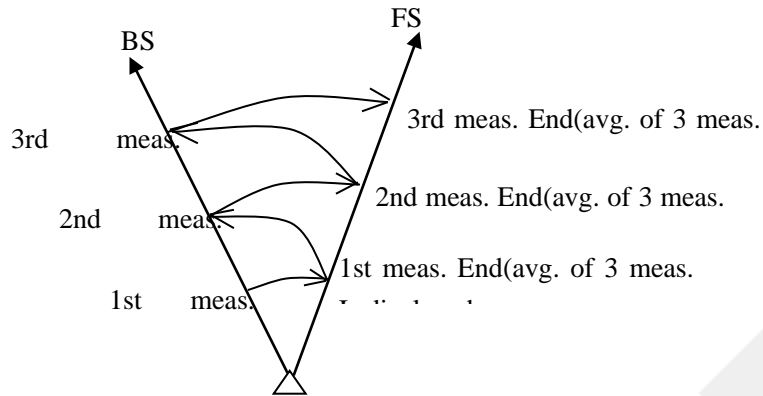 FS
BS
3rd meas. End(avg. of 3 meas.
3rd meas.
2nd meas. End(avg. of 3 meas.
2nd meas.
1st meas. End(avg. of 3 meas.
1st meas.